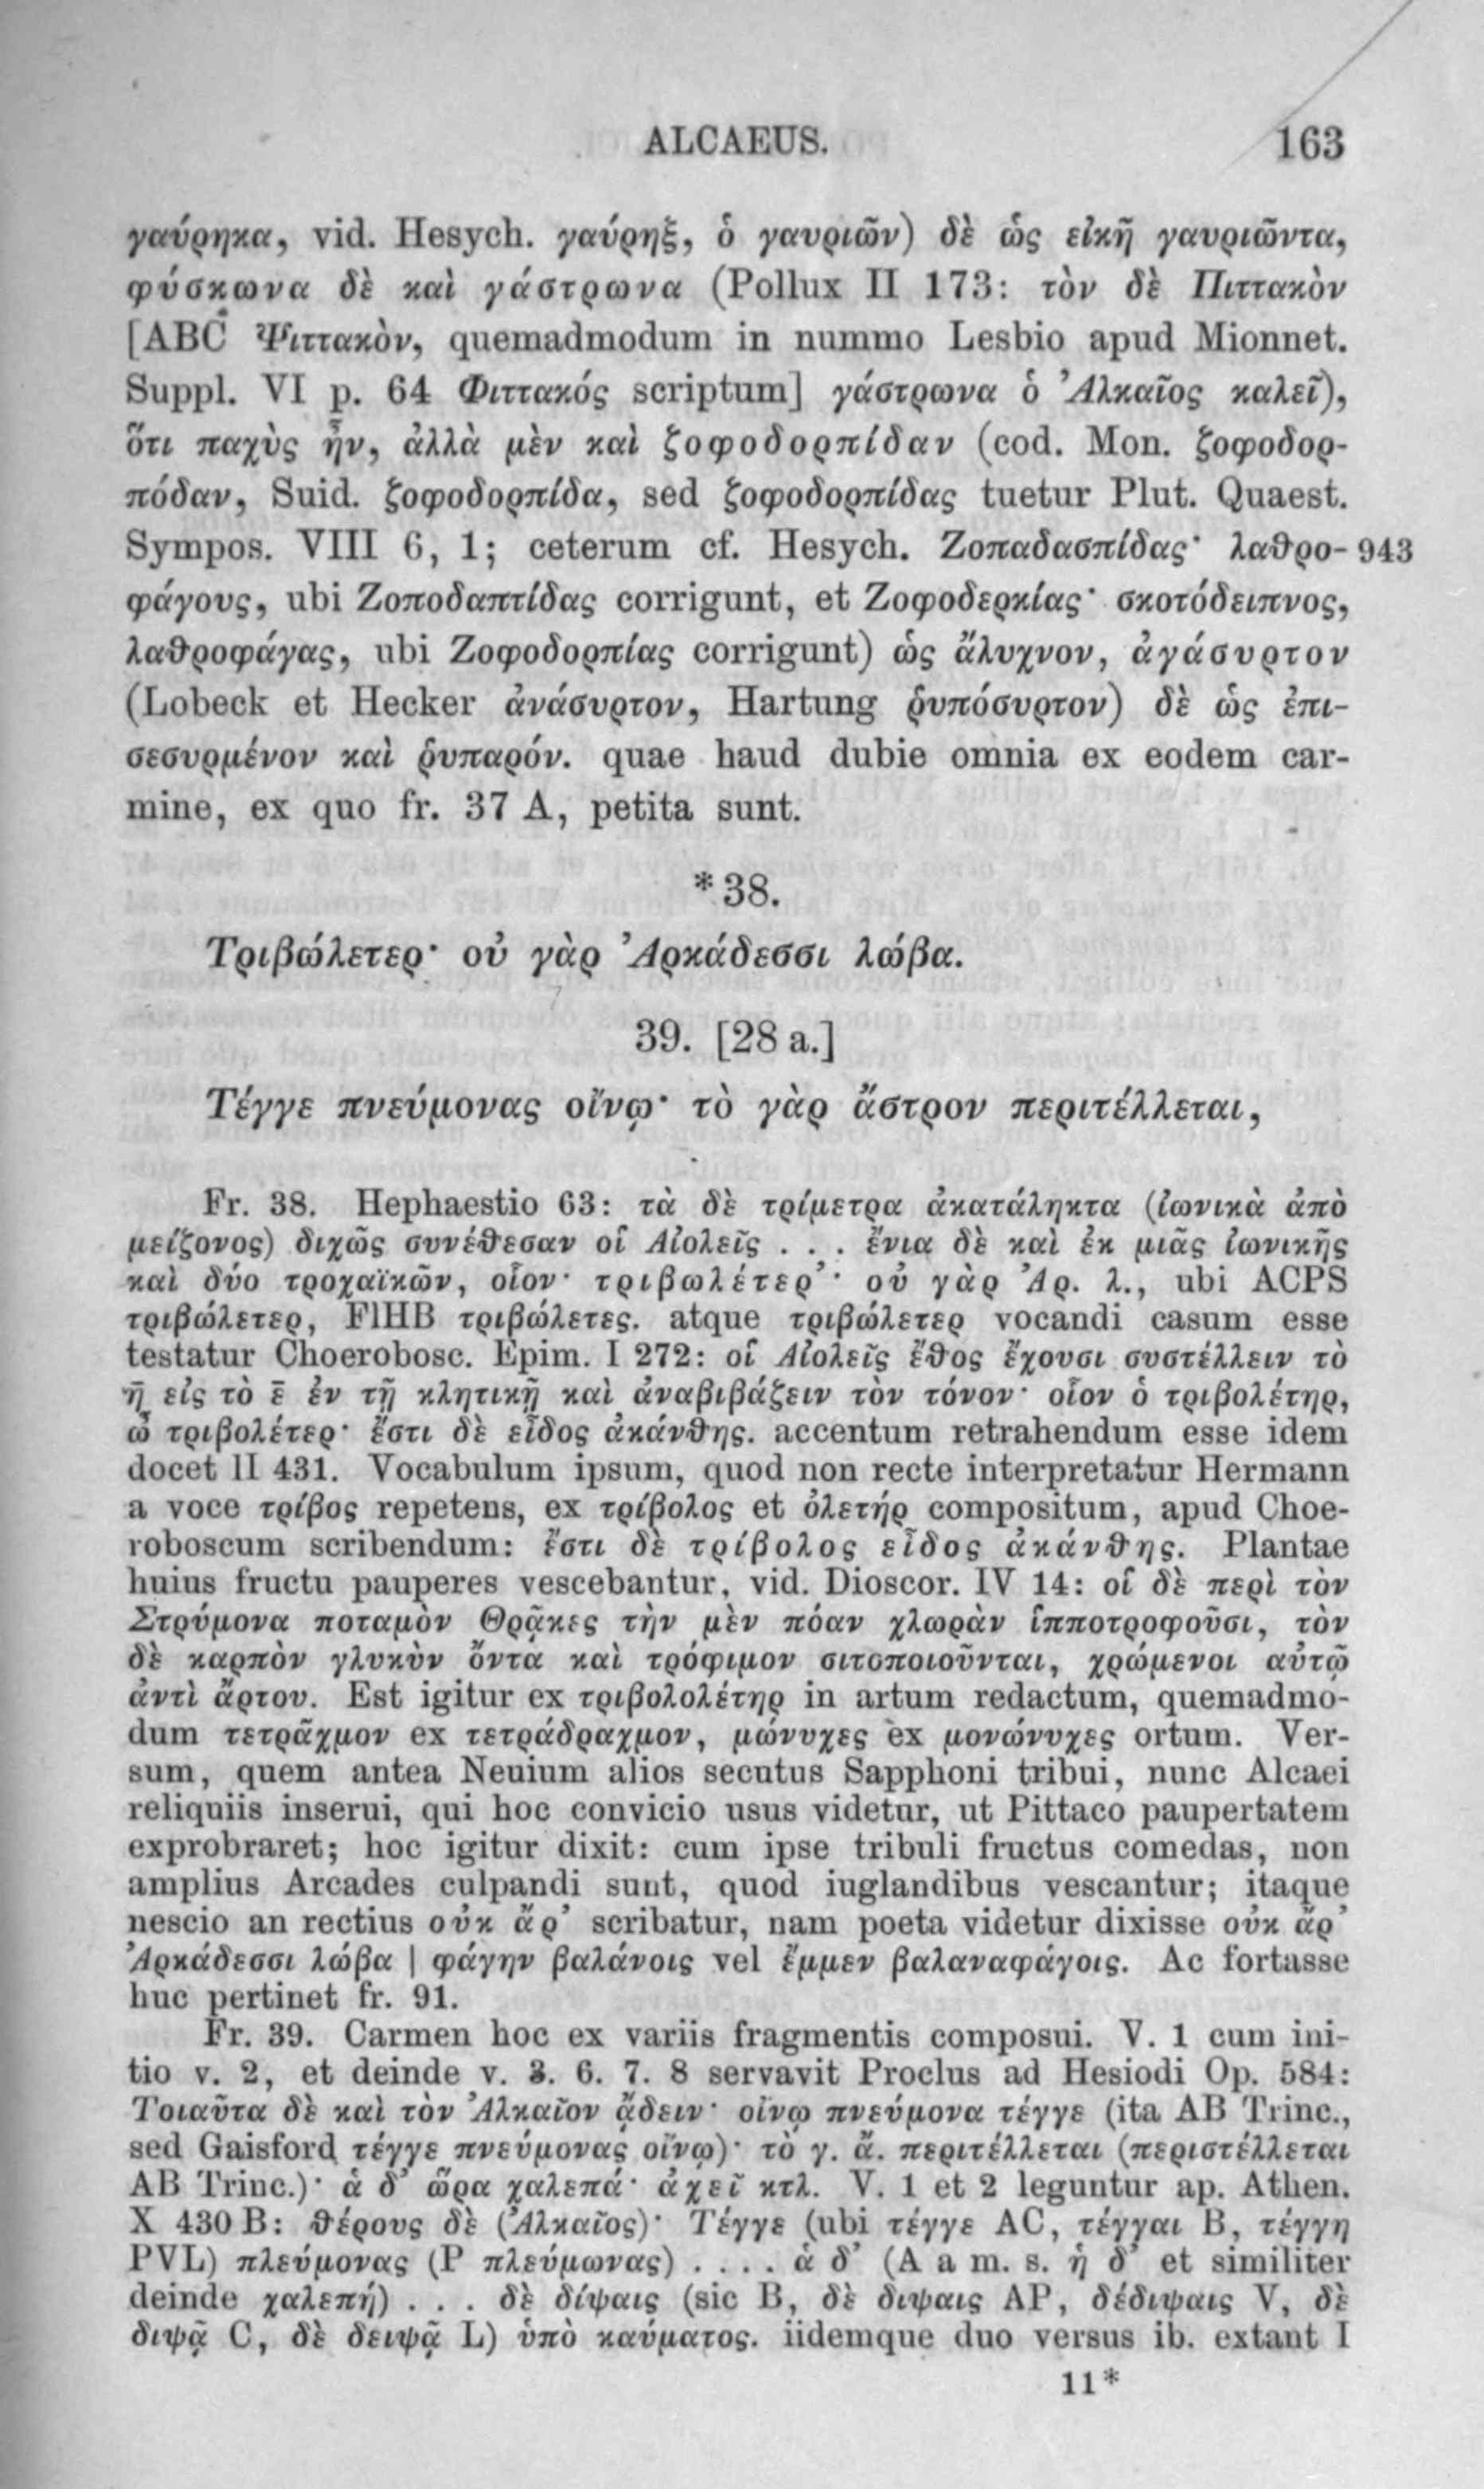 ALCAEUS. 163
γαύρηκα, vid. Hesych. γαύρηξ, ὁ γαυριῶν) δὲ ὡς εἰκῆ γαυριῶντα,
φύσκωνα δὲ καὶ γάστρωνα (Pollux II 173: τὸν δὲ Πιττακὸν
[ABC Ψιττακὸν, quemadmodum in nummo Lesbio apud Mionnet.
Suppl. VI p. 64 Φιττακός scriptum] γάστρωνα ὁ Ἀλκαῖος καλεῖ),
ὅτι παχὺς ἦν, ἀλλὰ μὲν καὶ ζοφοδορπίδαν (cod. Mon. ζοφοδορ-
πόδαν, Suid. ζοφοδορπίδα, sed ζοφοδορπίδας tuetur Plut. Quaest.
Sympos. VIII 6, 1; ceterum cf. Hesych. Ζοπαδασπίδας· λαθρο- 943
φάγους, ubi Ζοποδαπτίδας corrigunt, et Ζοφοδερκίας· σκοτόδειπνος,
λαθροφάγας, ubi Ζοφοδορπίας corrigunt) ὡς ἄλυχνον, ἀγάσυρτον
(Lobeck et Hecker ἀνάσυρτον, Hartung ῥυπόσυρτον) δὲ ὡς ἐπι-
σεσυρμένον καὶ ῥυπαρόν. quae haud dubie omnia ex eodem car-
mine, ex quo fr. 37 A, petita sunt.
*38.
Τριβώλετερ· οὐ γὰρ Ἀρκάδεσσι λώβα.
39. [28 a.]
Τέγγε πνεύμονας οἴνῳ· τὸ γὰρ ἄστρον περιτέλλεται,
Fr. 38. Hephaestio 63: τὰ δὲ τρίμετρα ἀκατάληκτα (ἰωνικὰ ἀπὸ
μείζονος) διχῶς συνέθεσαν οἱ Αἰολεῖς . . . ἔνια δὲ καὶ ἐκ μιᾶς ἰωνικῆς
καὶ δύο τροχαϊκῶν, οἷον· τριβωλέτερ’· οὐ γὰρ Ἀρ. λ., ubi ACPS
τριβώλετερ, FlHB τριβώλετες. atque τριβώλετερ vocandi casum esse
testatur Choerobosc. Epim. I 272: οἱ Αἰολεῖς ἔθος ἔχουσι συστέλλειν τὸ
η̄ εἰς τὸ ε̄ ἐν τῇ κλητικῇ καὶ ἀναβιβάζειν τὸν τόνον· οἷον ὁ τριβολέτηρ,
ὦ τριβολέτερ· ἔστι δὲ εἶδος ἀκάνθης. accentum retrahendum esse idem
docet II 431. Vocabulum ipsum, quod non recte interpretatur Hermann
a voce τρίβος repetens, ex τρίβολος et ὀλετήρ compositum, apud Choe-
roboscum scribendum: ἔστι δὲ τρίβολος εἶδος ἀκάνθης. Plantae
huius fructu pauperes vescebantur, vid. Dioscor. IV 14: οἱ δὲ περὶ τὸν
Στρύμονα ποταμὸν Θρᾷκες τὴν μὲν πόαν χλωρὰν ἱπποτροφοῦσι, τὸν
δὲ καρπὸν γλυκὺν ὄντα καὶ τρόφιμον σιτοποιοῦνται, χρώμενοι αὐτῷ
ἀντὶ ἄρτου. Est igitur ex τριβολολέτηρ in artum redactum, quemadmo-
dum τετρᾶχμον ex τετράδραχμον, μώνυχες ex μονώνυχες ortum. Ver-
sum, quem antea Neuium alios secutus Sapphoni tribui, nunc Alcaei
reliquiis inserui, qui hoc convicio usus videtur, ut Pittaco paupertatem
exprobraret; hoc igitur dixit: cum ipse tribuli fructus comedas, non
amplius Arcades culpandi sunt, quod iuglandibus vescantur; itaque
nescio an rectius οὐκ ἄρ’ scribatur, nam poeta videtur dixisse οὐκ ἄρ’
Ἀρκάδεσσι λώβα | φάγην βαλάνοις vel ἔμμεν βαλαναφάγοις. Ac fortasse
huc pertinet fr. 91.
Fr. 39. Carmen hoc ex variis fragmentis composui. V. 1 cum ini-
tio v. 2, et deinde v. 3. 6. 7. 8 servavit Proclus ad Hesiodi Op. 584:
Τοιαῦτα δὲ καὶ τὸν Ἀλκαῖον ᾄδειν· οἴνῳ πνεύμονα τέγγε (ita AB Trinc.,
sed Gaisford τέγγε πνεύμονας οἴνῳ)· τὸ γ. ἄ. περιτέλλεται (περιστέλλεται
AB Trinc.)· ἁ δ’ ὥρα χαλεπά· ἀχεῖ κτλ. V. 1 et 2 leguntur ap. Athen.
X 430 B: θέρους δὲ (Ἀλκαῖος)· Τέγγε (ubi τέγγε AC, τέγγαι B, τέγγη
PVL) πλεύμονας (P πλεύμωνας) . . . . ἁ δ’ (A a m. s. ἡ δ’ et similiter
deinde χαλεπή) . . . δὲ δίψαις (sic B, δὲ διψαις AP, δέδιψαις V, δὲ
διψᾷ C, δὲ δειψᾷ L) ὑπὸ καύματος. iidemque duo versus ib. extant I
11*